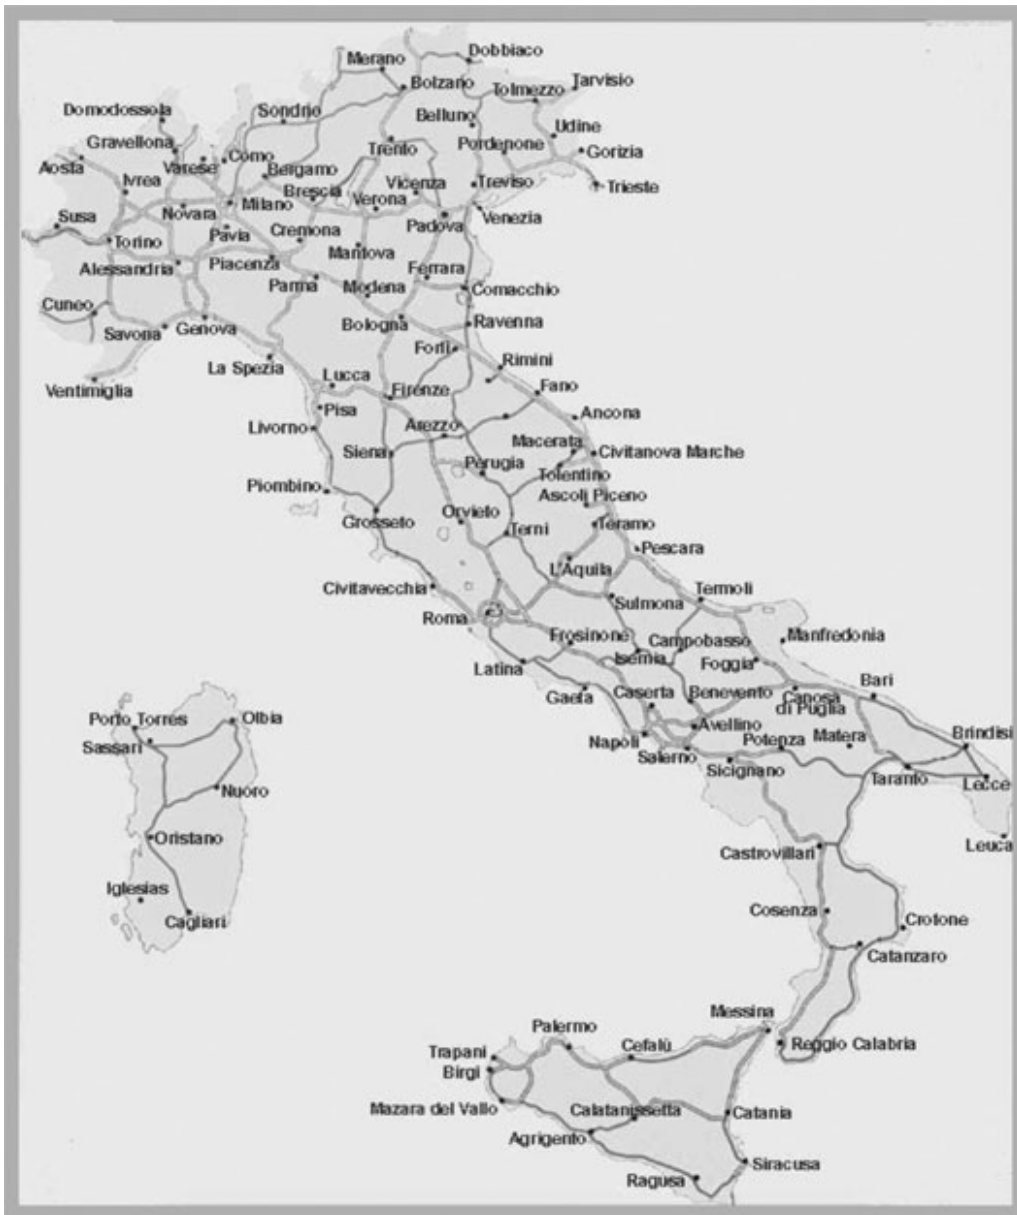 Dobbiaco
Merano
Tarvisio
Bolzano
Tolmezzo
Domodossola
Sondrio
Belluno
Udine
Gravellona
Pordenone
Trento
Gorizia
Aosta
Varese
Como
Bergamo
Ivrea
Brescia
Vicenza
Treviso
Trieste
Verona
Novara
Milano
Susa
Venezia
Padova
Pavia
Cremona
Torino
Mantova
Piacenza
Alessandria
Ferrara
Parma
Modena
Comacchio
Cuneo
Savona
Genova
Bologna
Ravenna
Forlì
La Spezia
Rimini
Lucca
Ventimiglia
Firenze
Fano
Pisa
Ancona
Livorno
Arezzo
Macerata
Siena
Civitanova Marche
Perugia
Tolentino
Piombino
Ascoli Piceno
Orvieto
Grosseto
Terni
Teramo
Pescara
L'Aquila
Civitavecchia
Termoli
Sulmona
Roma
Frosinone
Campobasso
Manfredonia
Isernia
Latina
Foggia
Bari
Gaeta
Caserta
Benevento
Canosa
di Puglia
Porto Torres
Olbia
Avellino
Brindisi
Matera
Napoli
Potenza
Sassari
Salerno
Sicignano
Taranto
Lecce
Nuoro
Oristano
Leuca
Castrovillari
Iglesias
Cosenza
Crotone
Cagliari
Catanzaro
Messina
Palermo
Reggio Calabria
Cefalù
Trapani
Birgi
Mazara del Vallo
Calatanissetta
Catania
Agrigento
Siracusa
Ragusa